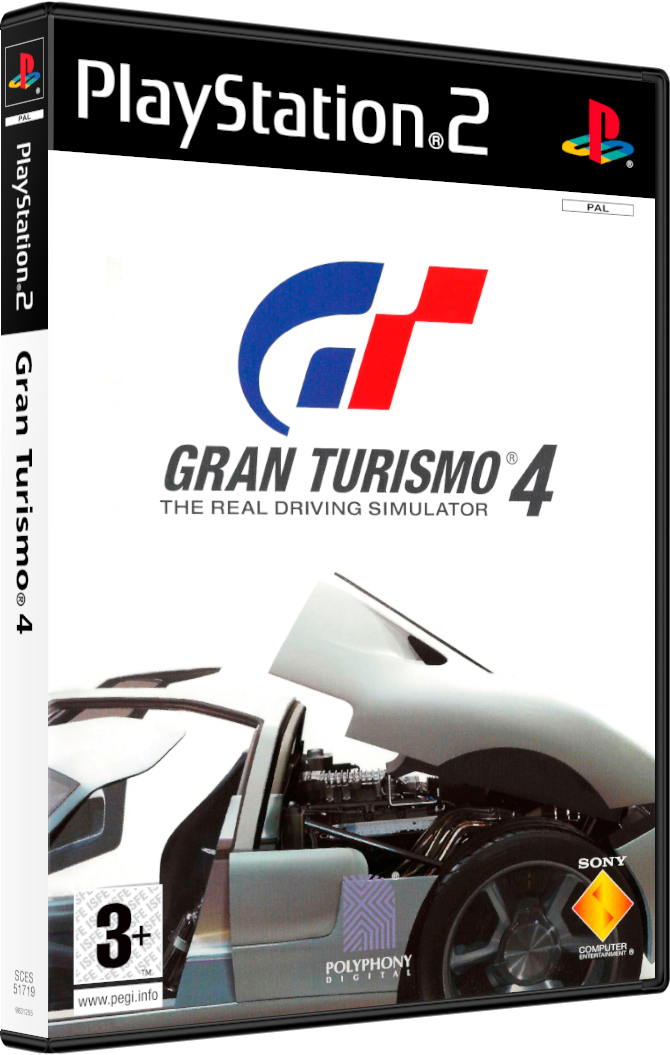 PAL
PlayStation®2
Gran Turismo® 4
SCES
51719
PlayStation®2
®
PAL
GRAN TURISMO® 4
THE REAL DRIVING SIMULATOR
3+
TM
www.pegi.info
®
POLYPHONY
DIGITAL
SONY
COMPUTER
ENTERTAINMENT®